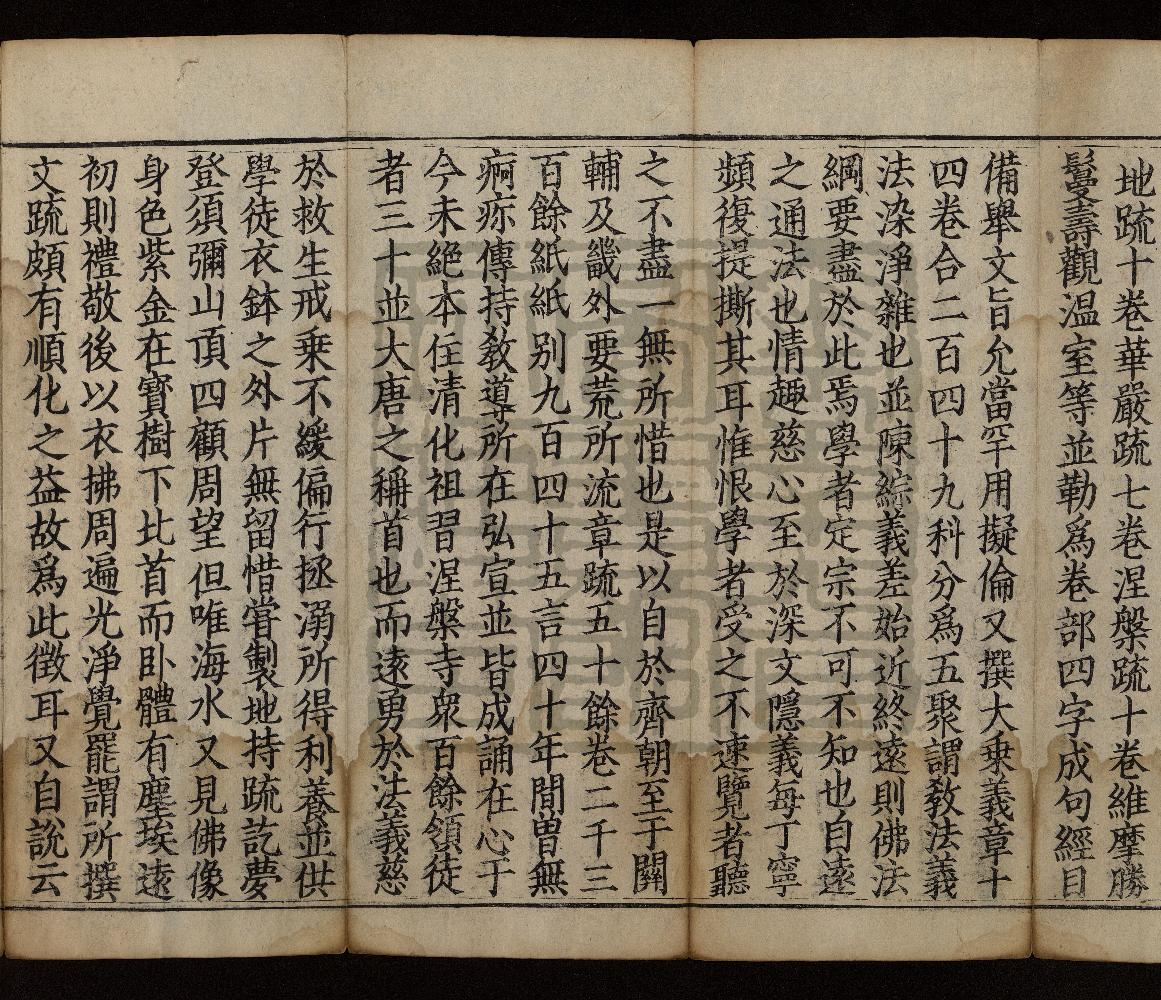 地疏十卷華嚴疏七卷涅槃疏十卷維摩勝
鬘壽觀温室等並勒爲卷部四字成句經目
備舉文旨允當罕用擬倫又撰大乘義章十
四卷合二百四十九科分爲五聚謂教法義
法染淨雜也並陳綜義差始近終遠則佛法
綱要盡於此焉學者定宗不可不知也自遠
之通法也情趣慈心至於深文隱義每丁寧
頻復提撕其耳惟恨學者受之不速覽者聽
之不盡一無所惜也是以自於齊朝至于關
輔及畿外要荒所流章疏五十餘卷二千三
百餘紙紙别九百四十五言四十年間曽無
痾疹傳持教導所在弘宣並皆成誦在心于
今未絶本住清化祖習涅槃寺衆百餘領徒
者三十並大唐之稱首也而遠勇於法義慈
於救生戒乘不緩偏行拯溺所得利養並供
學徒衣鉢之外片無留惜甞製地持疏訖夢
登須彌山頂四顧周望但唯海水又見佛像
身色紫金在寳樹下北首而卧體有塵埃遠
初則禮敬後以衣拂周遍光淨覺罷謂所撰
文疏頗有順化之益故爲此徵耳又自説云